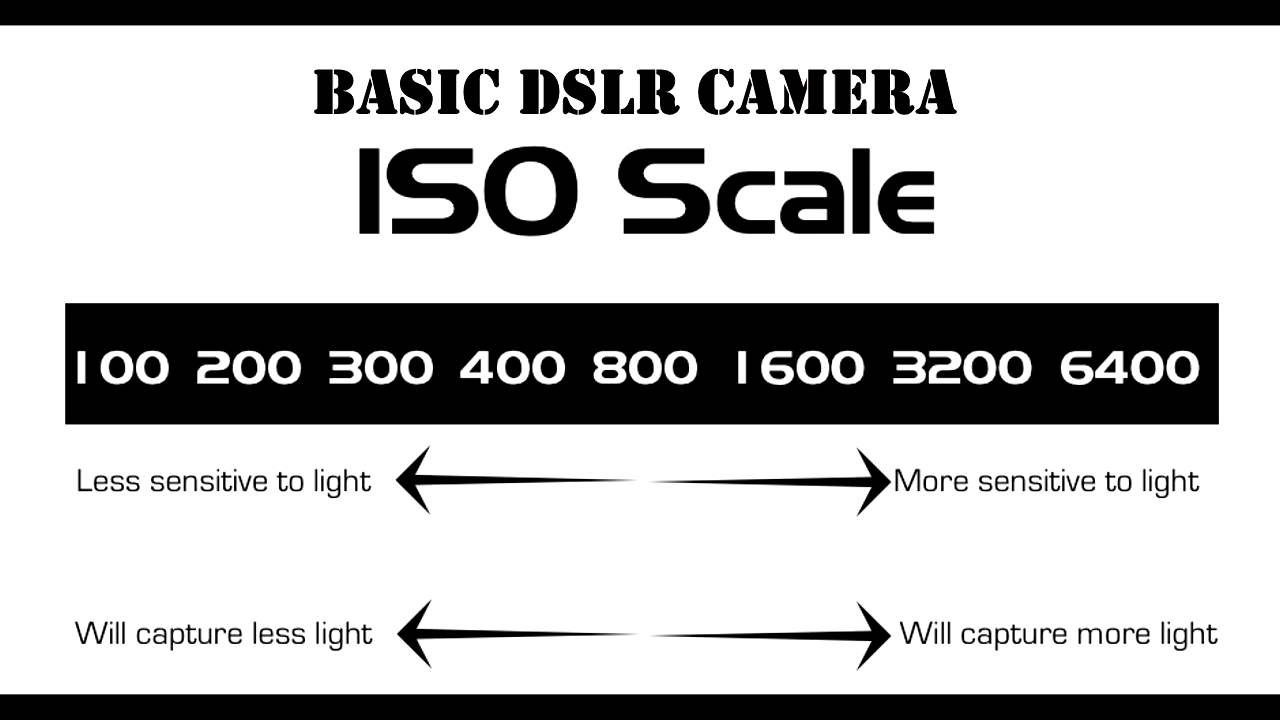 BASIC DSLR CAMERA
ISO Scale
100 200 300 400 800 1600 3200 6400
Less sensitive to light More sensitive to light
Will capture less light Will capture more light